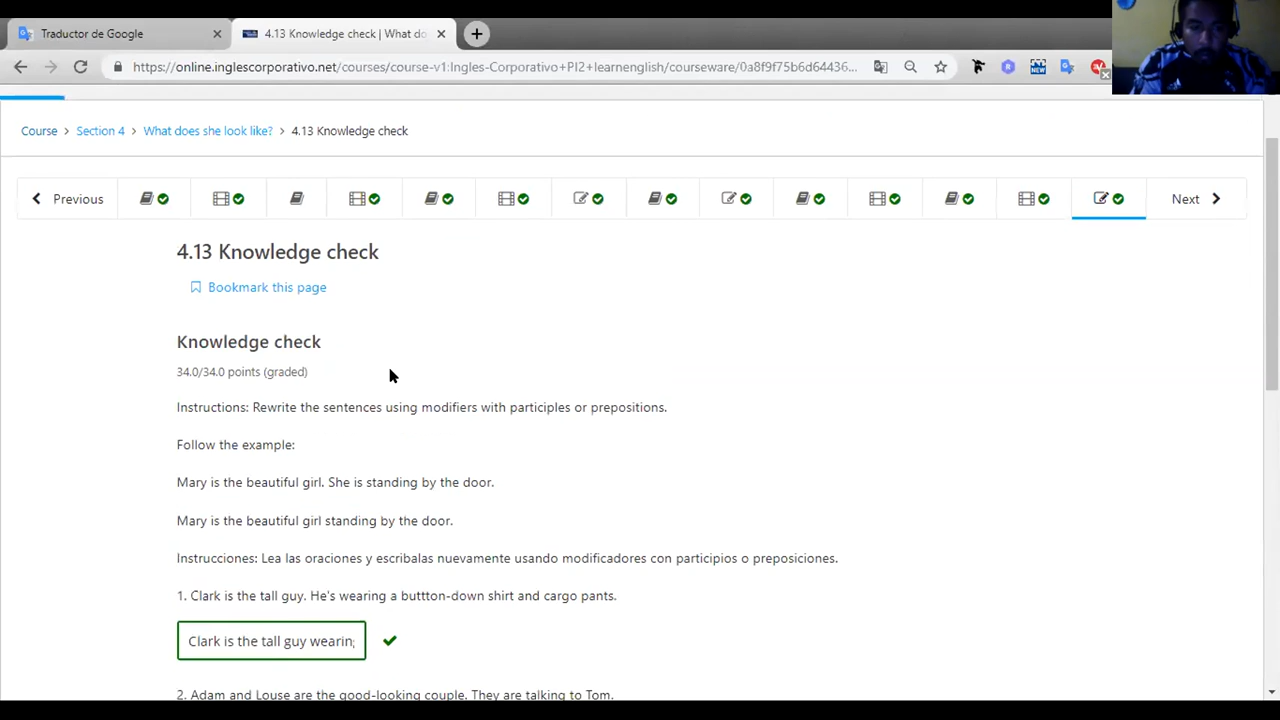 Traductor de Google
4.13 Knowledge check | What do
https://online.inglescorporativo.net/courses/course-v1:Ingles-Corporativo+PI2+learnenglish/courseware/0a8f9f75b6d64436...
NEW
Course > Section 4 > What does she look like? > 4.13 Knowledge check
Previous
Next
4.13 Knowledge check
Bookmark this page
Knowledge check
34.0/34.0 points (graded)
Instructions: Rewrite the sentences using modifiers with participles or prepositions.
Follow the example:
Mary is the beautiful girl. She is standing by the door.
Mary is the beautiful girl standing by the door.
Instrucciones: Lea las oraciones y escribalas nuevamente usando modificadores con participios o preposiciones.
1. Clark is the tall guy. He's wearing a buttton-down shirt and cargo pants.
Clark is the tall guy wearin
2. Adam and Louse are the good-looking couple. They are talking to Tom.